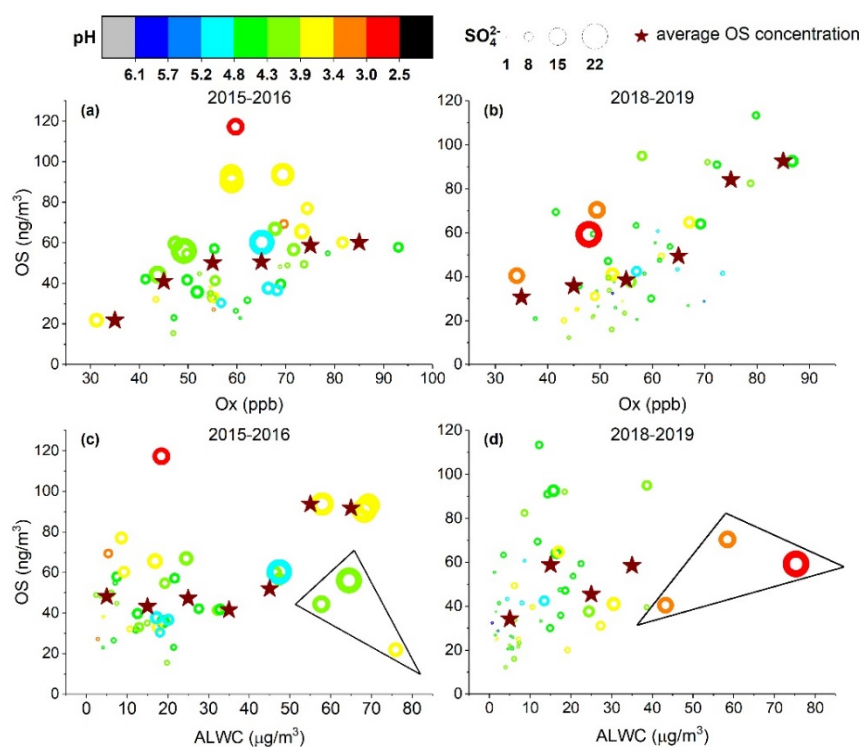 pH
6.1 5.7 5.2 4.8 4.3 3.9 3.4 3.0 2.5
SO₄²⁻
1 8 15 22
average OS concentration
(a) 2015-2016
120
100
80
60
40
20
0
OS (ng/m³)
30 40 50 60 70 80 90 100
Ox (ppb)
(b) 2018-2019
120
100
80
60
40
20
0
30 40 50 60 70 80 90
Ox (ppb)
(c) 2015-2016
120
100
80
60
40
20
0
OS (ng/m³)
0 10 20 30 40 50 60 70 80
ALWC (μg/m³)
(d) 2018-2019
120
100
80
60
40
20
0
0 10 20 30 40 50 60 70 80
ALWC (μg/m³)